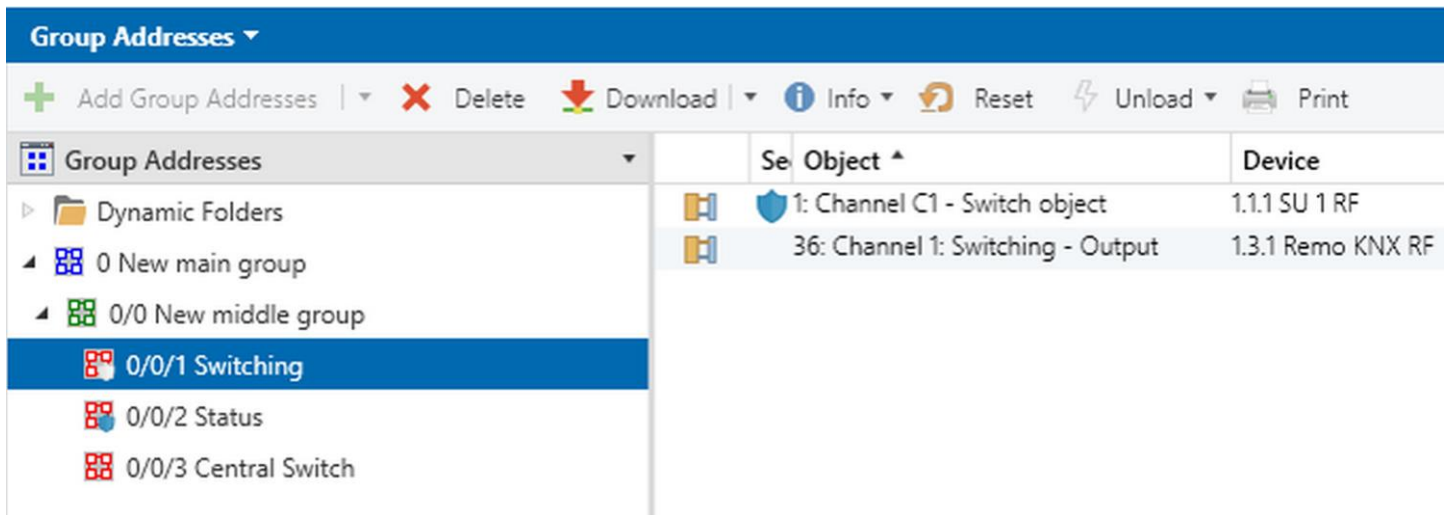 Group Addresses
Add Group Addresses Delete Download Info Reset Unload Print
Group Addresses Se Object Device
Dynamic Folders 1: Channel C1 - Switch object 1.1.1 SU 1 RF
0 New main group 36: Channel 1: Switching - Output 1.3.1 Remo KNX RF
0/0 New middle group
0/0/1 Switching
0/0/2 Status
0/0/3 Central Switch